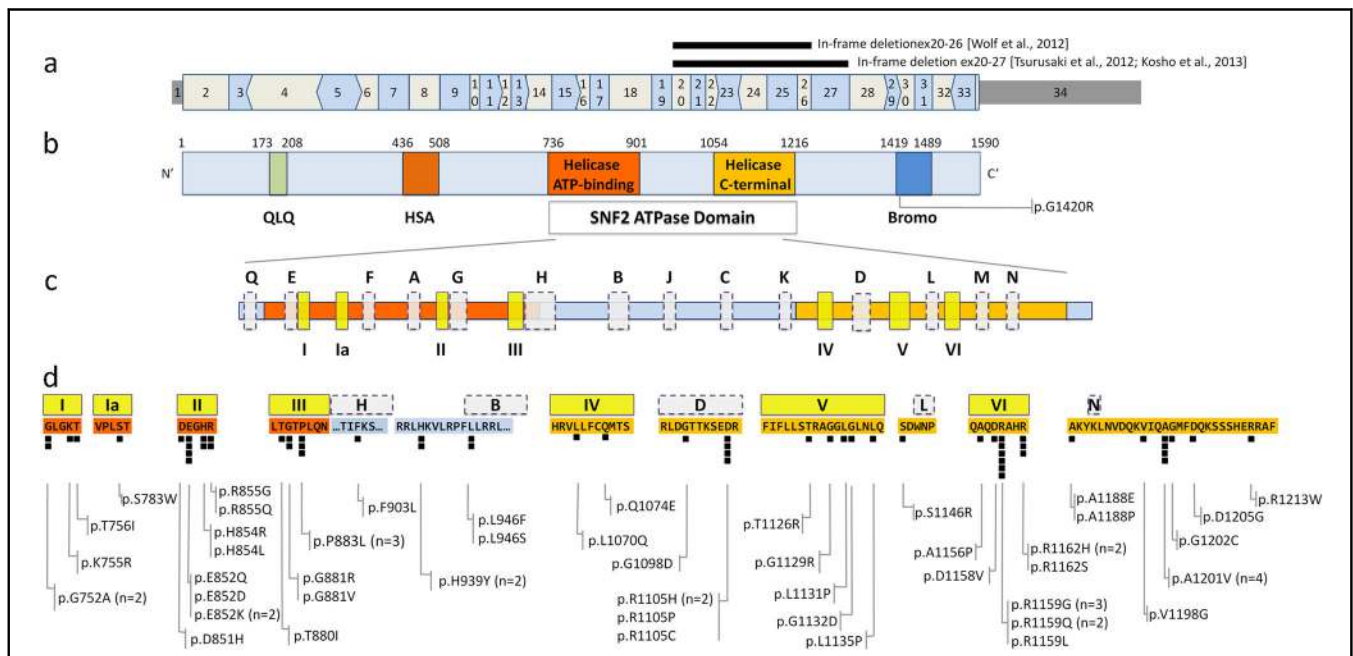 In-frame deletionex20-26 [Wolf et al., 2012]
a
In-frame deletion ex20-27 [Tsurusaki et al., 2012; Kosho et al., 2013]
1 2 3 4 5 6 7 8 9 10 11 12 13 14 15 16 17 18 19 20 21 22 23 24 25 26 27 28 29 30 31 32 33 34
1 173 208 436 508 736 901 1054 1216 1419 1489 1590
b
N' Helicase ATP-binding Helicase C-terminal C'
p.G1420R
QLQ HSA SNF2 ATPase Domain Bromo
Q E F A G H B J C K D L M N
c
I Ia II III IV V VI
d
I Ia II III H B IV D V L VI N
GLGKT VPLST DEGHR LTGTPLQN ...TIFKS... RRLHKVLRPFLLRRL... HRVLLFCQMTS RLDGTTKSEDR FIFLLSTRAGGLGLNLQ SDWNP QAQDRAHR AKYKLNVDQKVIQAGMFDQKSSSHERRAF
p.S783W p.R855G p.R855Q p.F903L p.L946F p.L946S p.Q1074E p.S1146R p.A1188E p.A1188P p.R1213W
p.T756I p.H854R p.H854L p.P883L (n=3) p.L1070Q p.T1126R p.D1205G
p.K755R p.G1098D p.G1129R p.A1156P p.R1162H (n=2) p.R1162S p.G1202C
p.G752A (n=2) p.E852Q p.E852D p.E852K (n=2) p.G881R p.G881V p.H939Y (n=2) p.R1105H (n=2) p.R1105P p.R1105C p.L1131P p.D1158V p.A1201V (n=4)
p.D851H p.T880I p.G1132D p.L1135P p.R1159G (n=3) p.R1159Q (n=2) p.R1159L p.V1198G